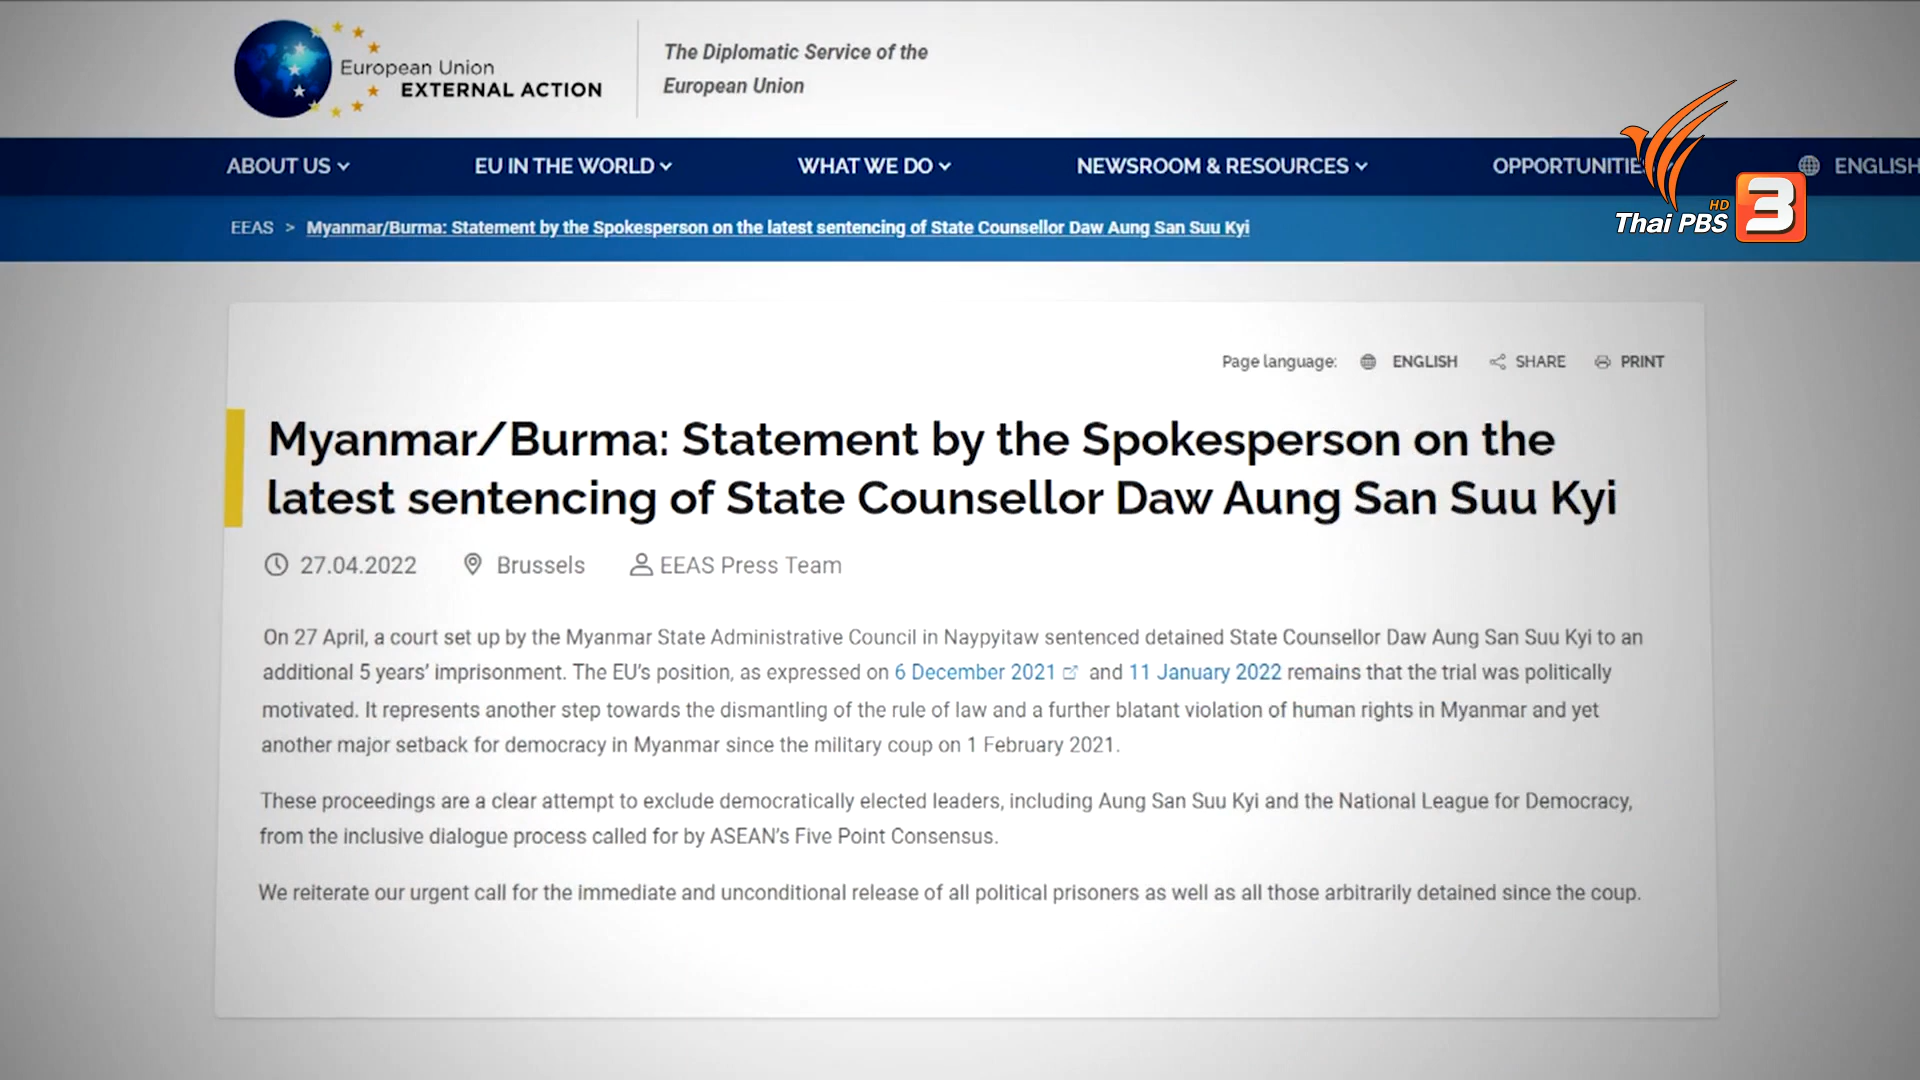 European Union
EXTERNAL ACTION
The Diplomatic Service of the
European Union
ABOUT US
EU IN THE WORLD
WHAT WE DO
NEWSROOM & RESOURCES
OPPORTUNITIE
ENGLISH
HD
Thai PBS
3
EEAS > Myanmar/Burma: Statement by the Spokesperson on the latest sentencing of State Counsellor Daw Aung San Suu Kyi
Page language: ENGLISH SHARE PRINT
Myanmar/Burma: Statement by the Spokesperson on the
latest sentencing of State Counsellor Daw Aung San Suu Kyi
27.04.2022 Brussels EEAS Press Team
On 27 April, a court set up by the Myanmar State Administrative Council in Naypyitaw sentenced detained State Counsellor Daw Aung San Suu Kyi to an
additional 5 years’ imprisonment. The EU’s position, as expressed on 6 December 2021 and 11 January 2022 remains that the trial was politically
motivated. It represents another step towards the dismantling of the rule of law and a further blatant violation of human rights in Myanmar and yet
another major setback for democracy in Myanmar since the military coup on 1 February 2021.
These proceedings are a clear attempt to exclude democratically elected leaders, including Aung San Suu Kyi and the National League for Democracy,
from the inclusive dialogue process called for by ASEAN’s Five Point Consensus.
We reiterate our urgent call for the immediate and unconditional release of all political prisoners as well as all those arbitrarily detained since the coup.